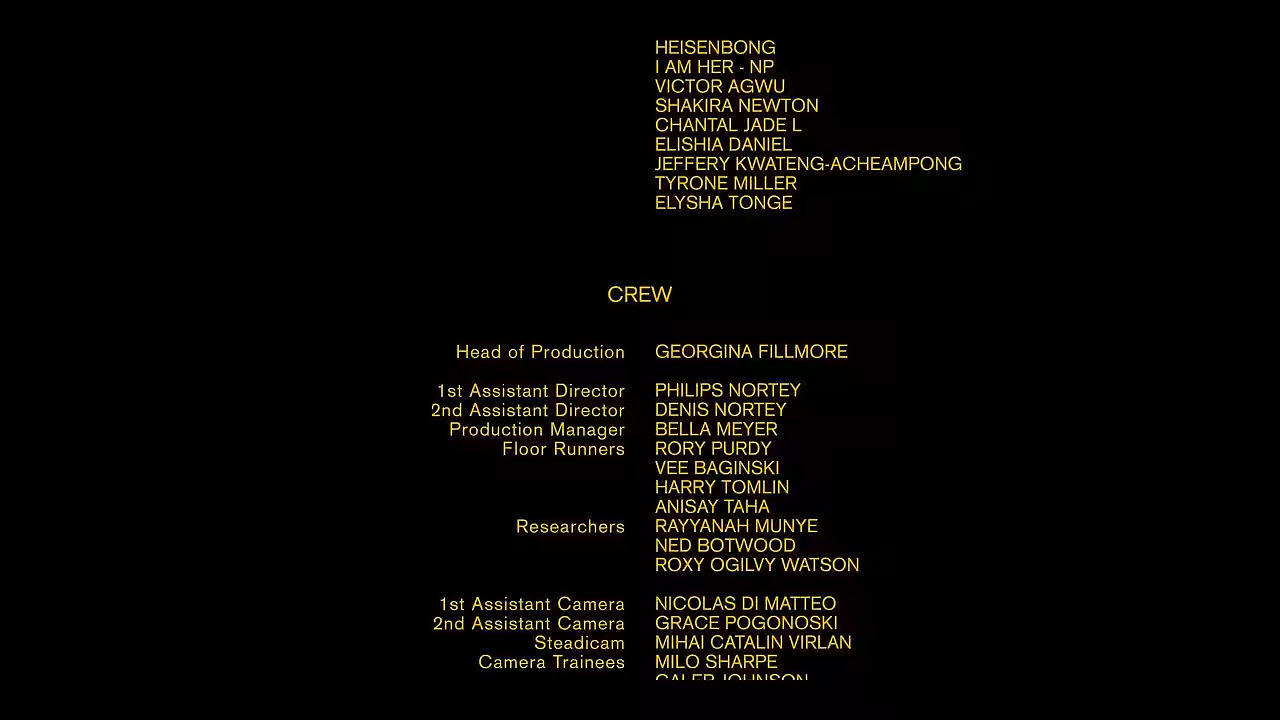 HEISENBONG
I AM HER - NP
VICTOR AGWU
SHAKIRA NEWTON
CHANTAL JADE L
ELISHIA DANIEL
JEFFERY KWATENG-ACHEAMPONG
TYRONE MILLER
ELYSHA TONGE
CREW
Head of Production GEORGINA FILLMORE
1st Assistant Director PHILIPS NORTEY
2nd Assistant Director DENIS NORTEY
Production Manager BELLA MEYER
Floor Runners RORY PURDY
VEE BAGINSKI
HARRY TOMLIN
ANISAY TAHA
Researchers RAYYANAH MUNYE
NED BOTWOOD
ROXY OGILVY WATSON
1st Assistant Camera NICOLAS DI MATTEO
2nd Assistant Camera GRACE POGONOSKI
Steadicam MIHAI CATALIN VIRLAN
Camera Trainees MILO SHARPE
CALEB JOHNSON